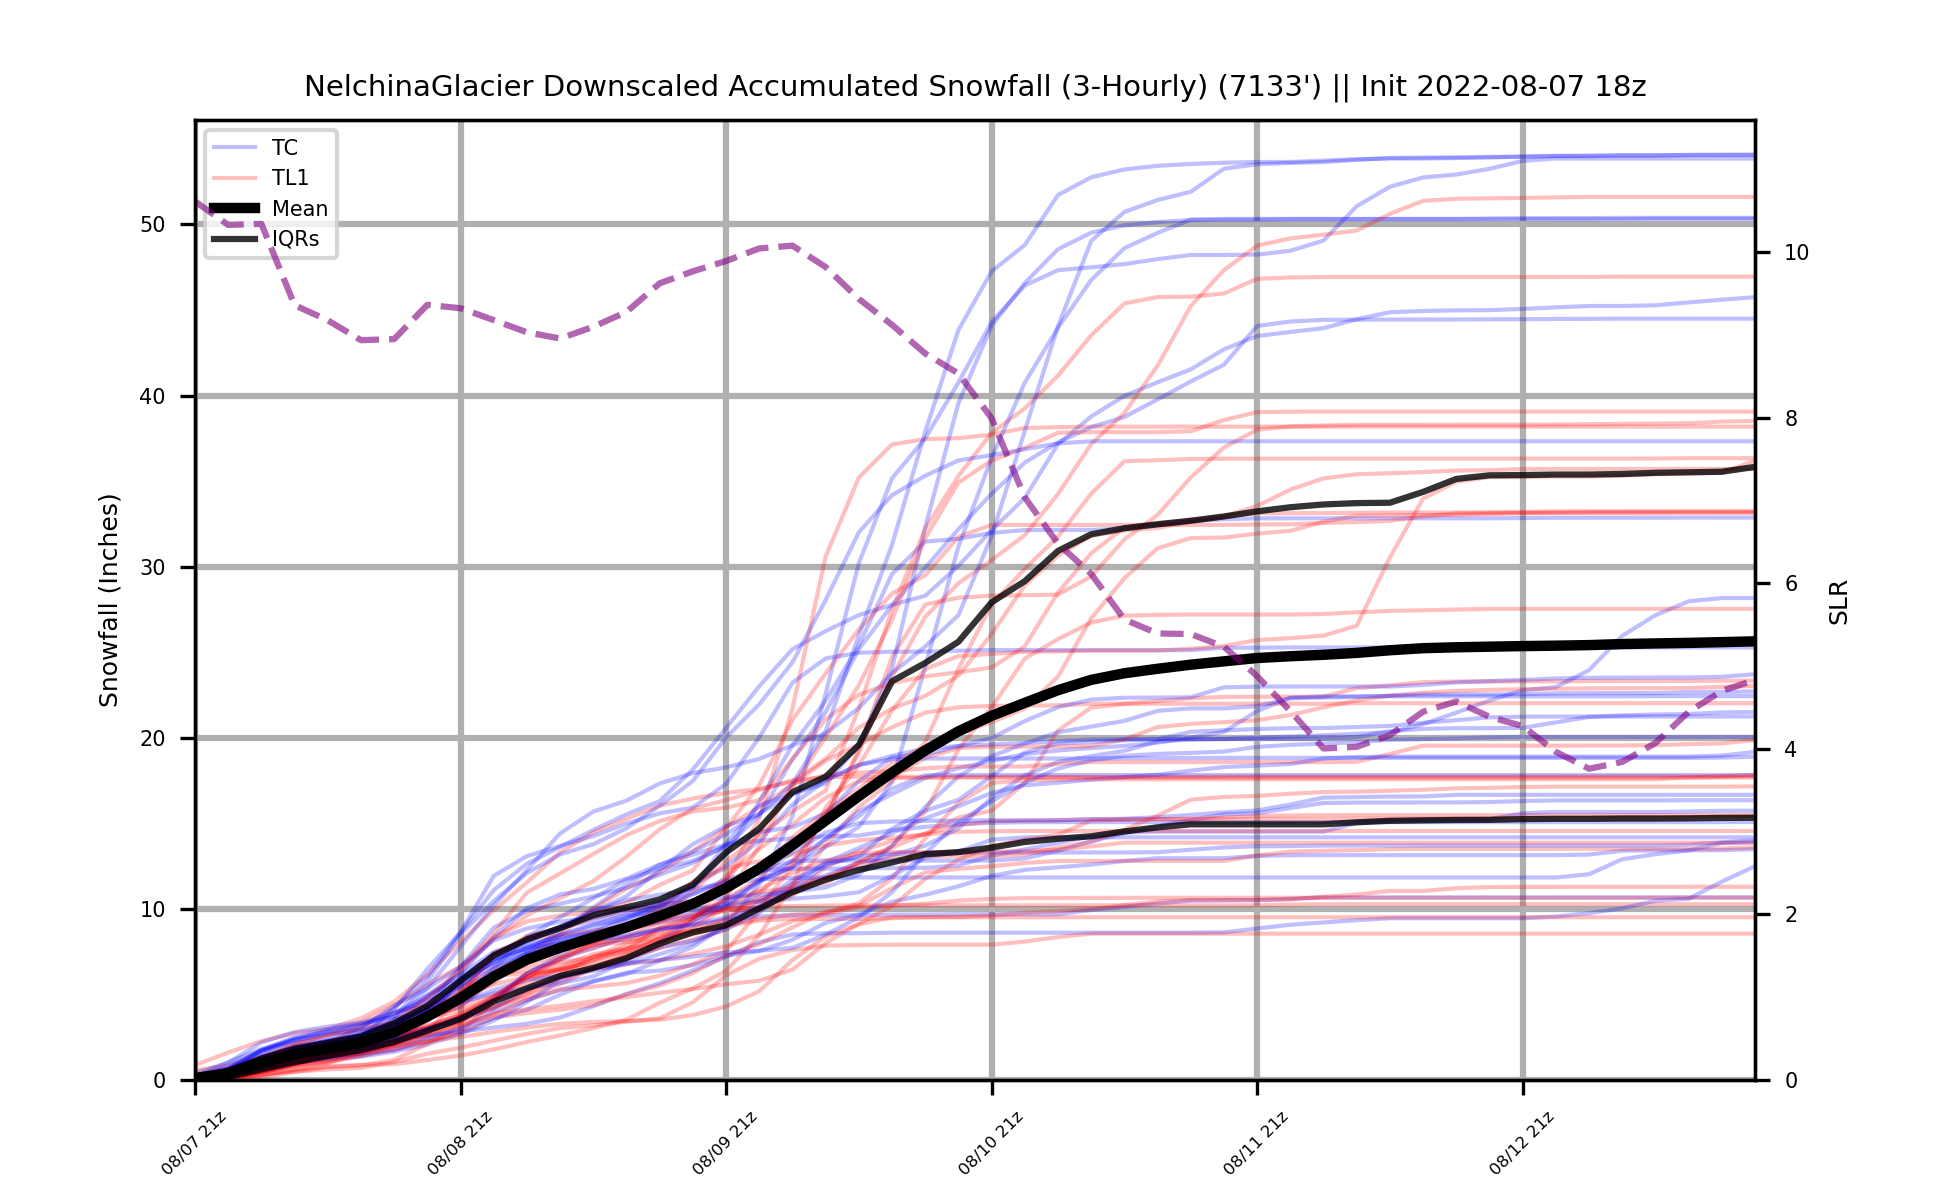 NelchinaGlacier Downscaled Accumulated Snowfall (3-Hourly) (7133') || Init 2022-08-07 18z
TC
TL1
Mean
IQRs
Snowfall (Inches)
50
40
30
20
10
0
10
8
6
4
2
0
SLR
08/07 21z
08/08 21z
08/09 21z
08/10 21z
08/11 21z
08/12 21z